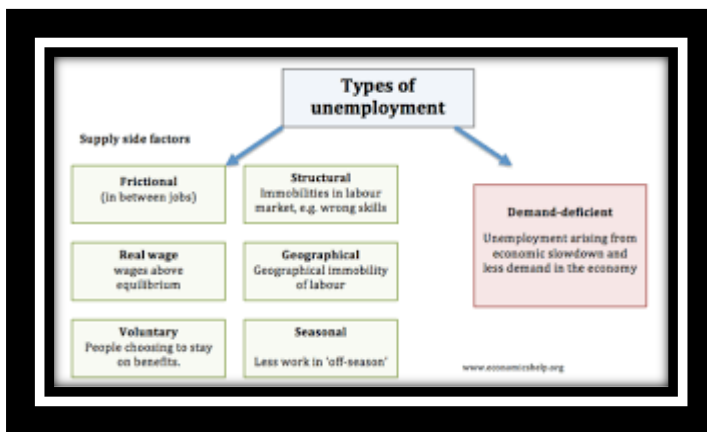 Types of
unemployment
Supply side factors
Frictional
(in between jobs)
Structural
Immobilities in labour
market, e.g. wrong skills
Real wage
wages above
equilibrium
Geographical
Geographical immobility
of labour
Voluntary
People choosing to stay
on benefits.
Seasonal
Less work in 'off-season'
Demand-deficient
Unemployment arising from
economic slowdown and
less demand in the economy
www.economicshelp.org